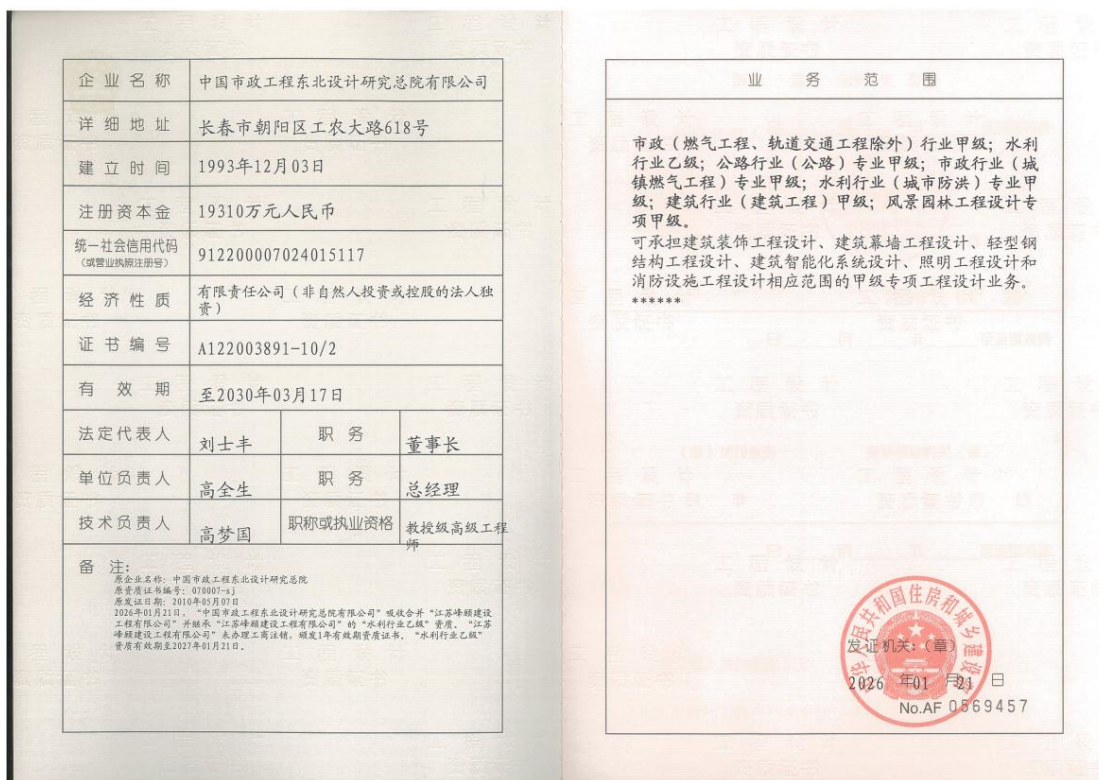 企业名称 中国市政工程东北设计研究总院有限公司
详细地址 长春市朝阳区工农大路618号
建立时间 1993年12月03日
注册资本金 19310万元人民币
统一社会信用代码
(或营业执照注册号) 912200007024015117
经济性质 有限责任公司（非自然人投资或控股的法人独
资）
证书编号 A122003891-10/2
有效期 至2030年03月17日
法定代表人 刘士丰 职务 董事长
单位负责人 高全生 职务 总经理
技术负责人 高梦国 职称或执业资格 教授级高级工程
师
备注:
原企业名称: 中国市政工程东北设计研究总院
原资质证书编号: 070007-sj
原发证日期: 2010年05月07日
2026年01月21日，“中国市政工程东北设计研究总院有限公司”吸收合并“江苏峰颐建设
工程有限公司”并继承“江苏峰颐建设工程有限公司”的“水利行业乙级”资质，“江苏
峰颐建设工程有限公司”未办理工商注销，颁发1年有效期资质证书，“水利行业乙级”
资质有效期至2027年01月21日。
业务范围
市政（燃气工程、轨道交通工程除外）行业甲级；水利
行业乙级；公路行业（公路）专业甲级；市政行业（城
镇燃气工程）专业甲级；水利行业（城市防洪）专业甲
级；建筑行业（建筑工程）甲级；风景园林工程设计专
项甲级。
可承担建筑装饰工程设计、建筑幕墙工程设计、轻型钢
结构工程设计、建筑智能化系统设计、照明工程设计和
消防设施工程设计相应范围的甲级专项工程设计业务。
******
中华人民共和国住房和城乡建设部
发证机关:（章）
2026 年01 月21 日
No.AF 0569457